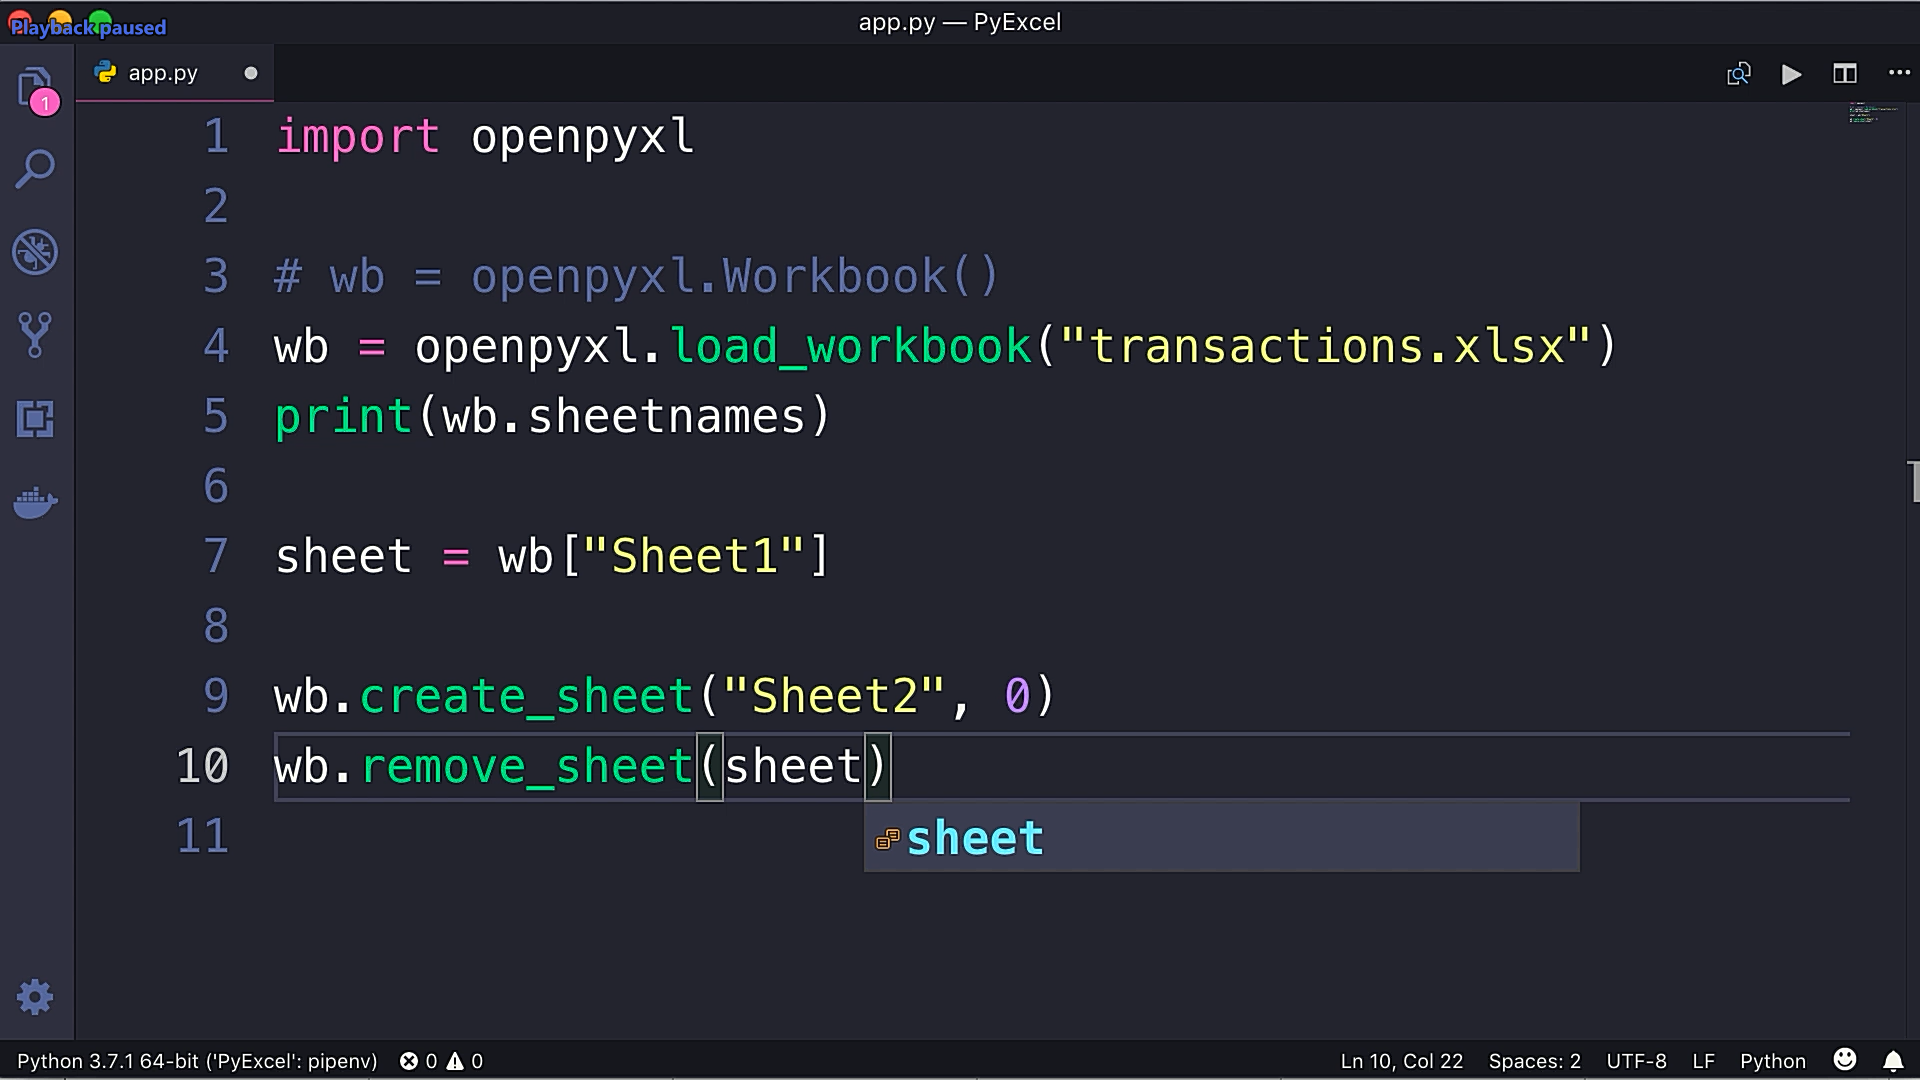 Playback paused
app.py — PyExcel
1
app.py
1 import openpyxl
2
3 # wb = openpyxl.Workbook()
4 wb = openpyxl.load_workbook("transactions.xlsx")
5 print(wb.sheetnames)
6
7 sheet = wb["Sheet1"]
8
9 wb.create_sheet("Sheet2", 0)
10 wb.remove_sheet(sheet)
11
sheet
Python 3.7.1 64-bit ('PyExcel': pipenv) 0 0 Ln 10, Col 22 Spaces: 2 UTF-8 LF Python